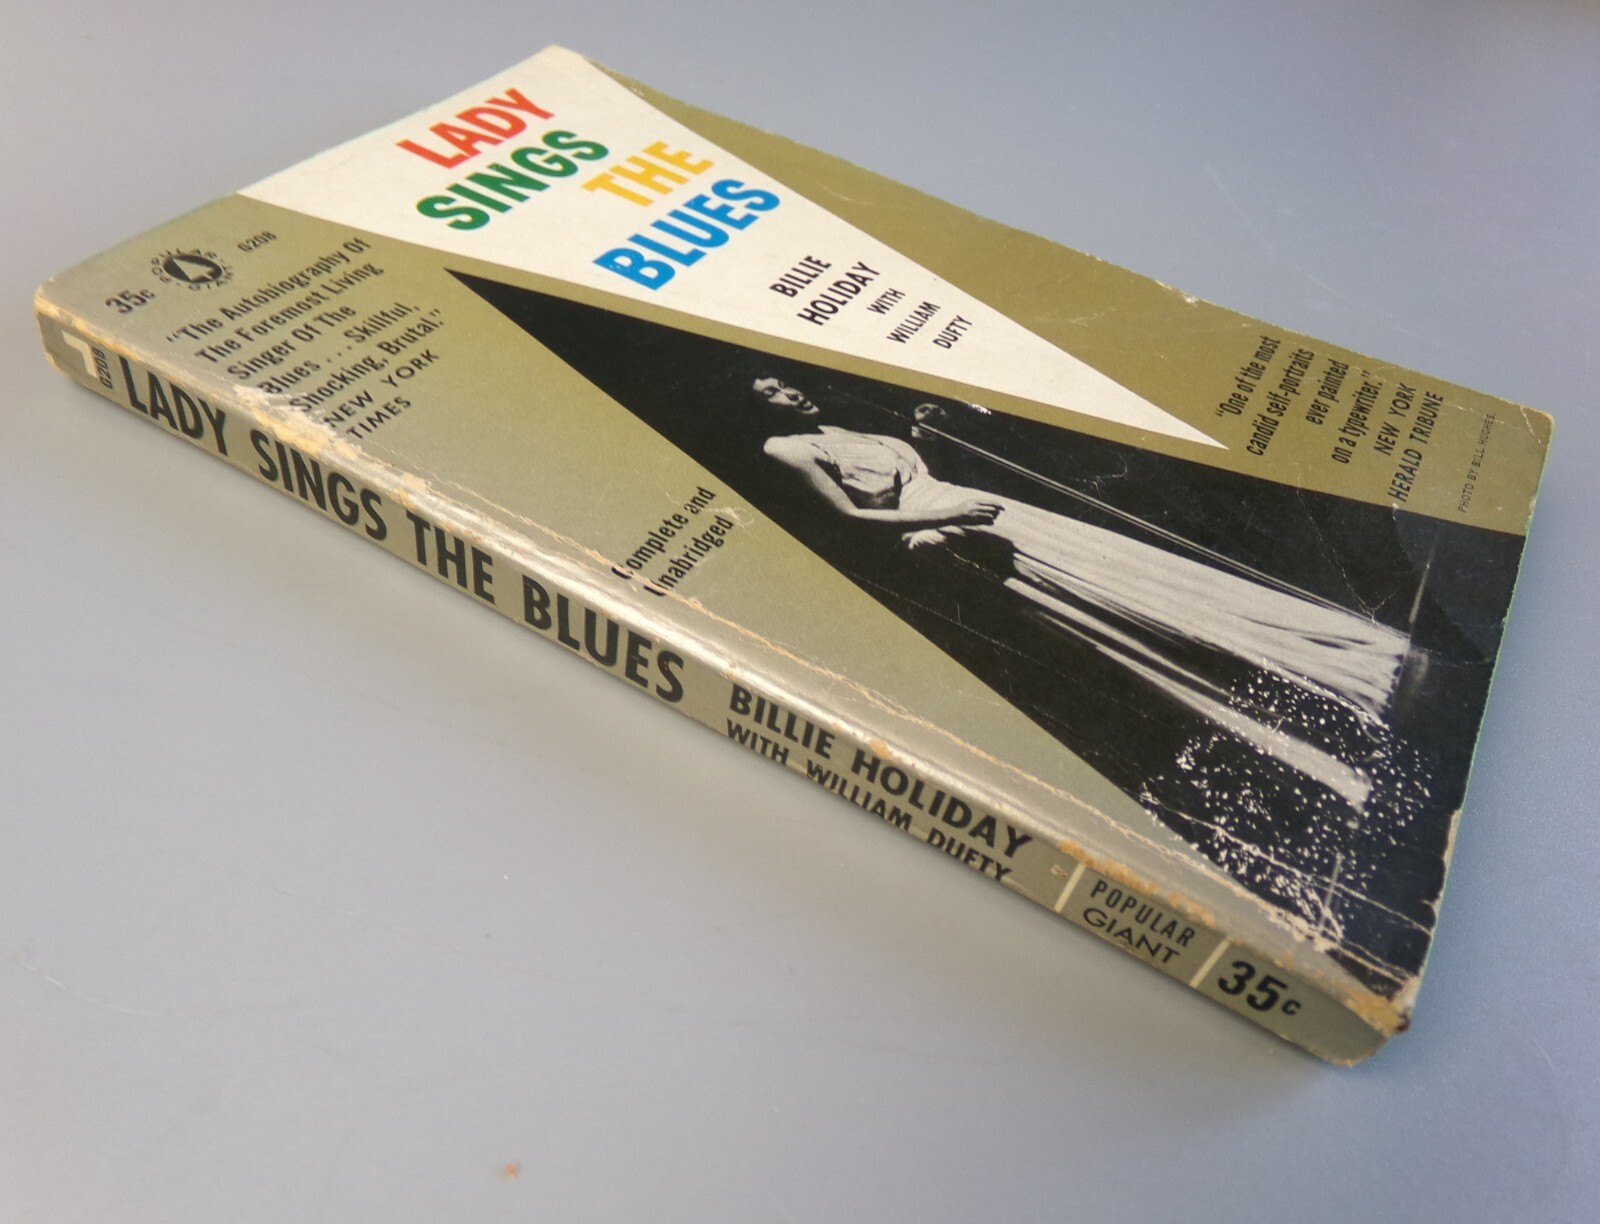 LADY
SINGS
THE
BLUES
BILLIE
HOLIDAY
WITH
WILLIAM
DUFTY
35c
POPULAR
GIANT
G208
"The Autobiography Of
The Foremost Living
Singer Of The
Blues . . . Skillful,
Shocking, Brutal."
NEW YORK
TIMES
"One of the most
candid self-portraits
ever painted
on a typewriter."
NEW YORK
HERALD TRIBUNE
PHOTO BY BILL HUGHES.
Complete and
Unabridged
G208
LADY SINGS THE BLUES
BILLIE HOLIDAY
WITH WILLIAM DUFTY
POPULAR
GIANT
35c